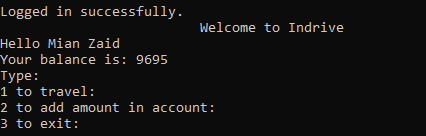 Logged in successfully.
Welcome to Indrive
Hello Mian Zaid
Your balance is: 9695
Type:
1 to travel:
2 to add amount in account:
3 to exit: